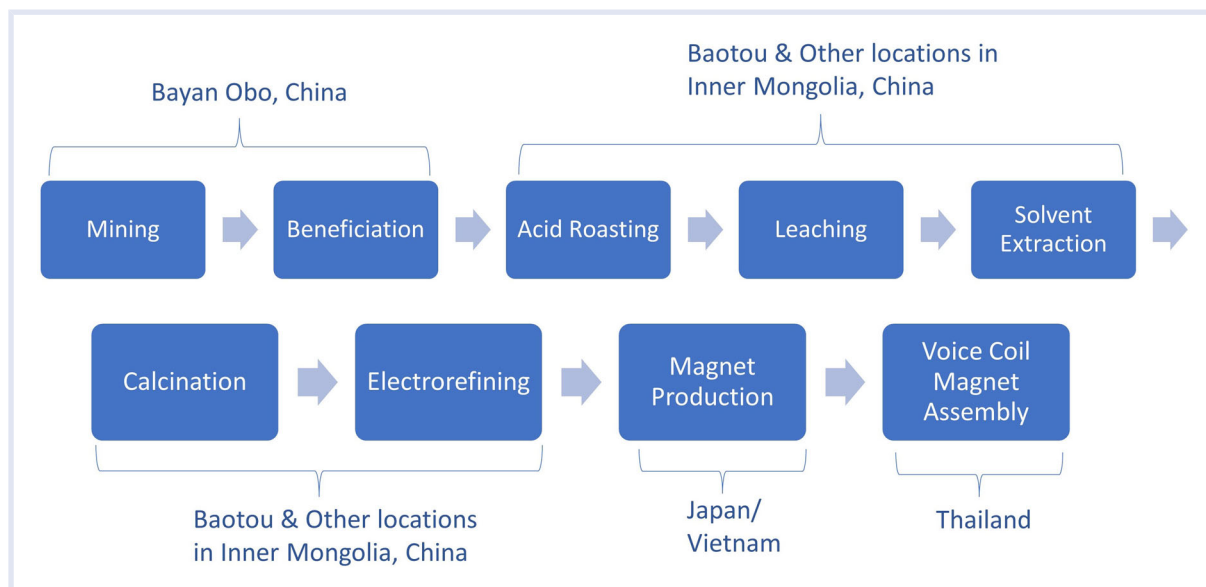 Baotou & Other locations in
Inner Mongolia, China
Bayan Obo, China
Mining
Beneficiation
Acid Roasting
Leaching
Solvent
Extraction
Calcination
Electrorefining
Magnet
Production
Voice Coil
Magnet
Assembly
Baotou & Other locations
in Inner Mongolia, China
Japan/
Vietnam
Thailand